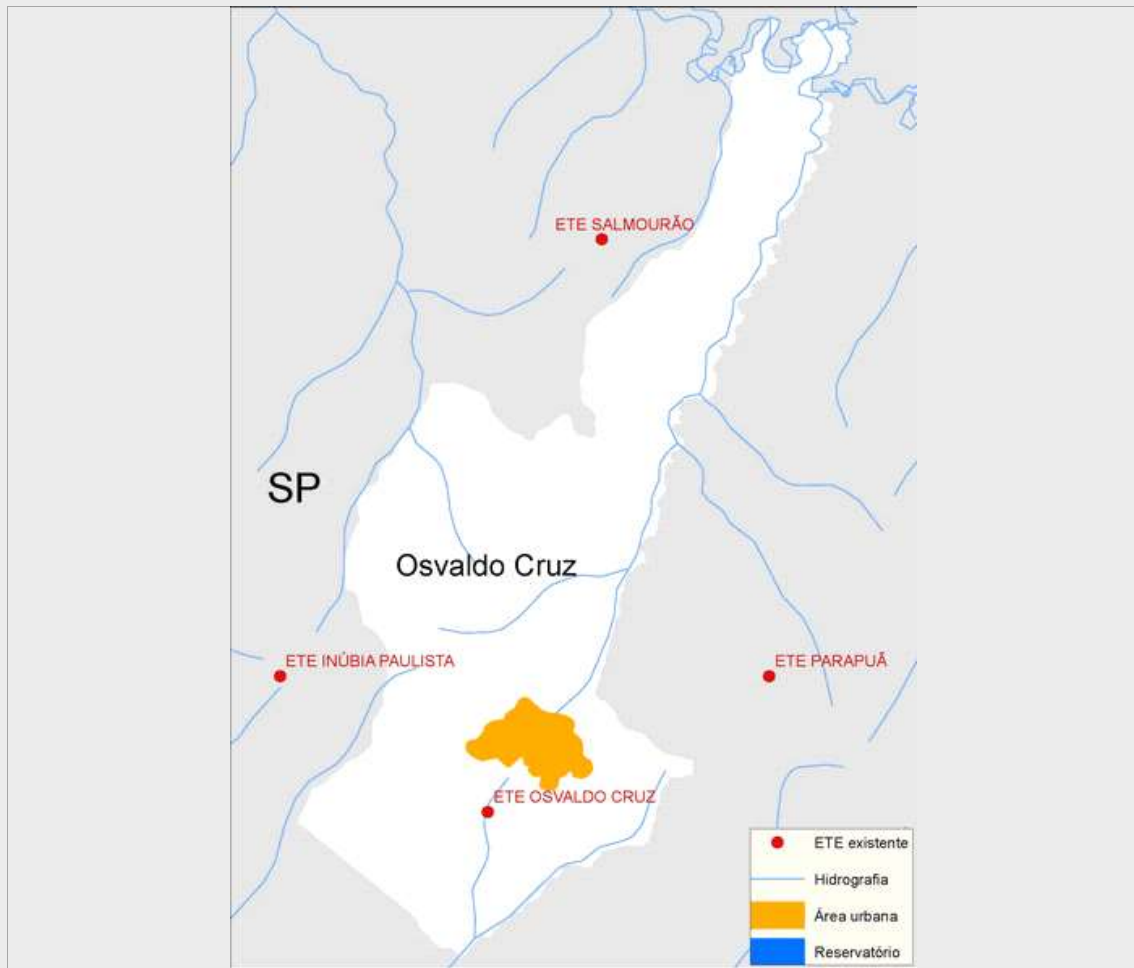 ETE SALMOURÃO
SP
Osvaldo Cruz
ETE INÚBIA PAULISTA
ETE PARAPUÃ
ETE OSVALDO CRUZ
ETE existente
Hidrografia
Área urbana
Reservatório